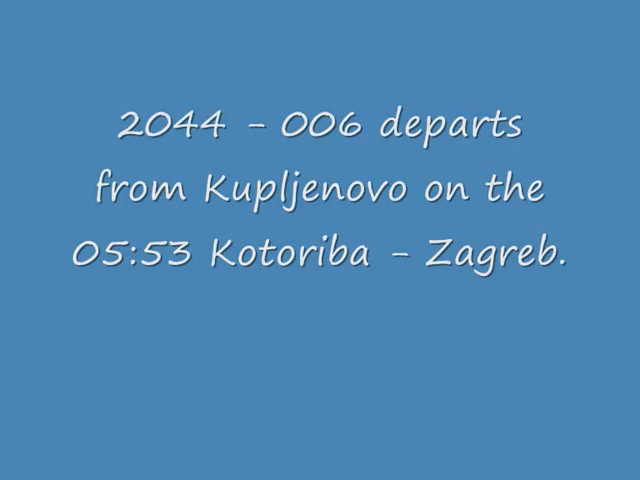 2044 - 006 departs
from Kupljenovo on the
05:53 Kotoriba - Zagreb.